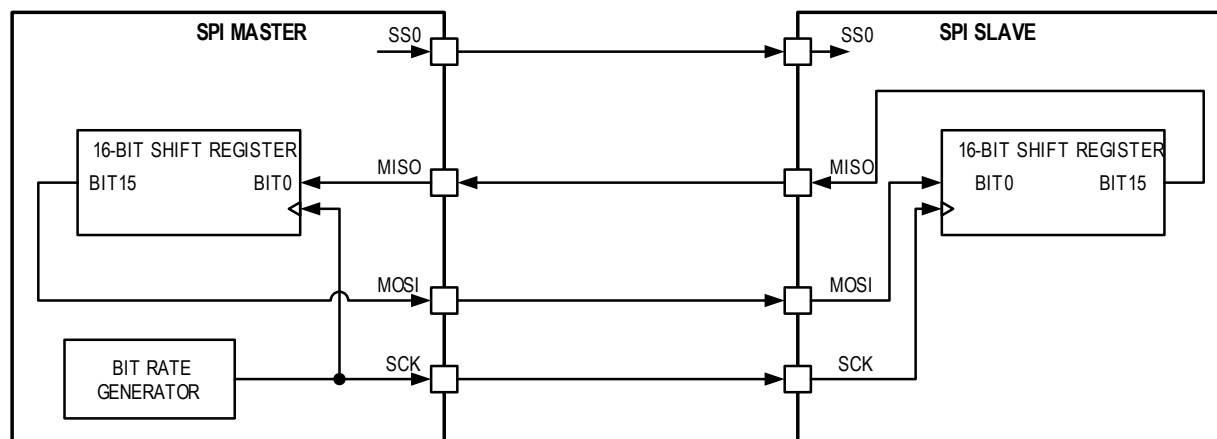 SPI MASTER
SS0
SS0
SPI SLAVE
16-BIT SHIFT REGISTER
BIT15
BIT0
MISO
MISO
16-BIT SHIFT REGISTER
BIT0
BIT15
MOSI
MOSI
BIT RATE
GENERATOR
SCK
SCK